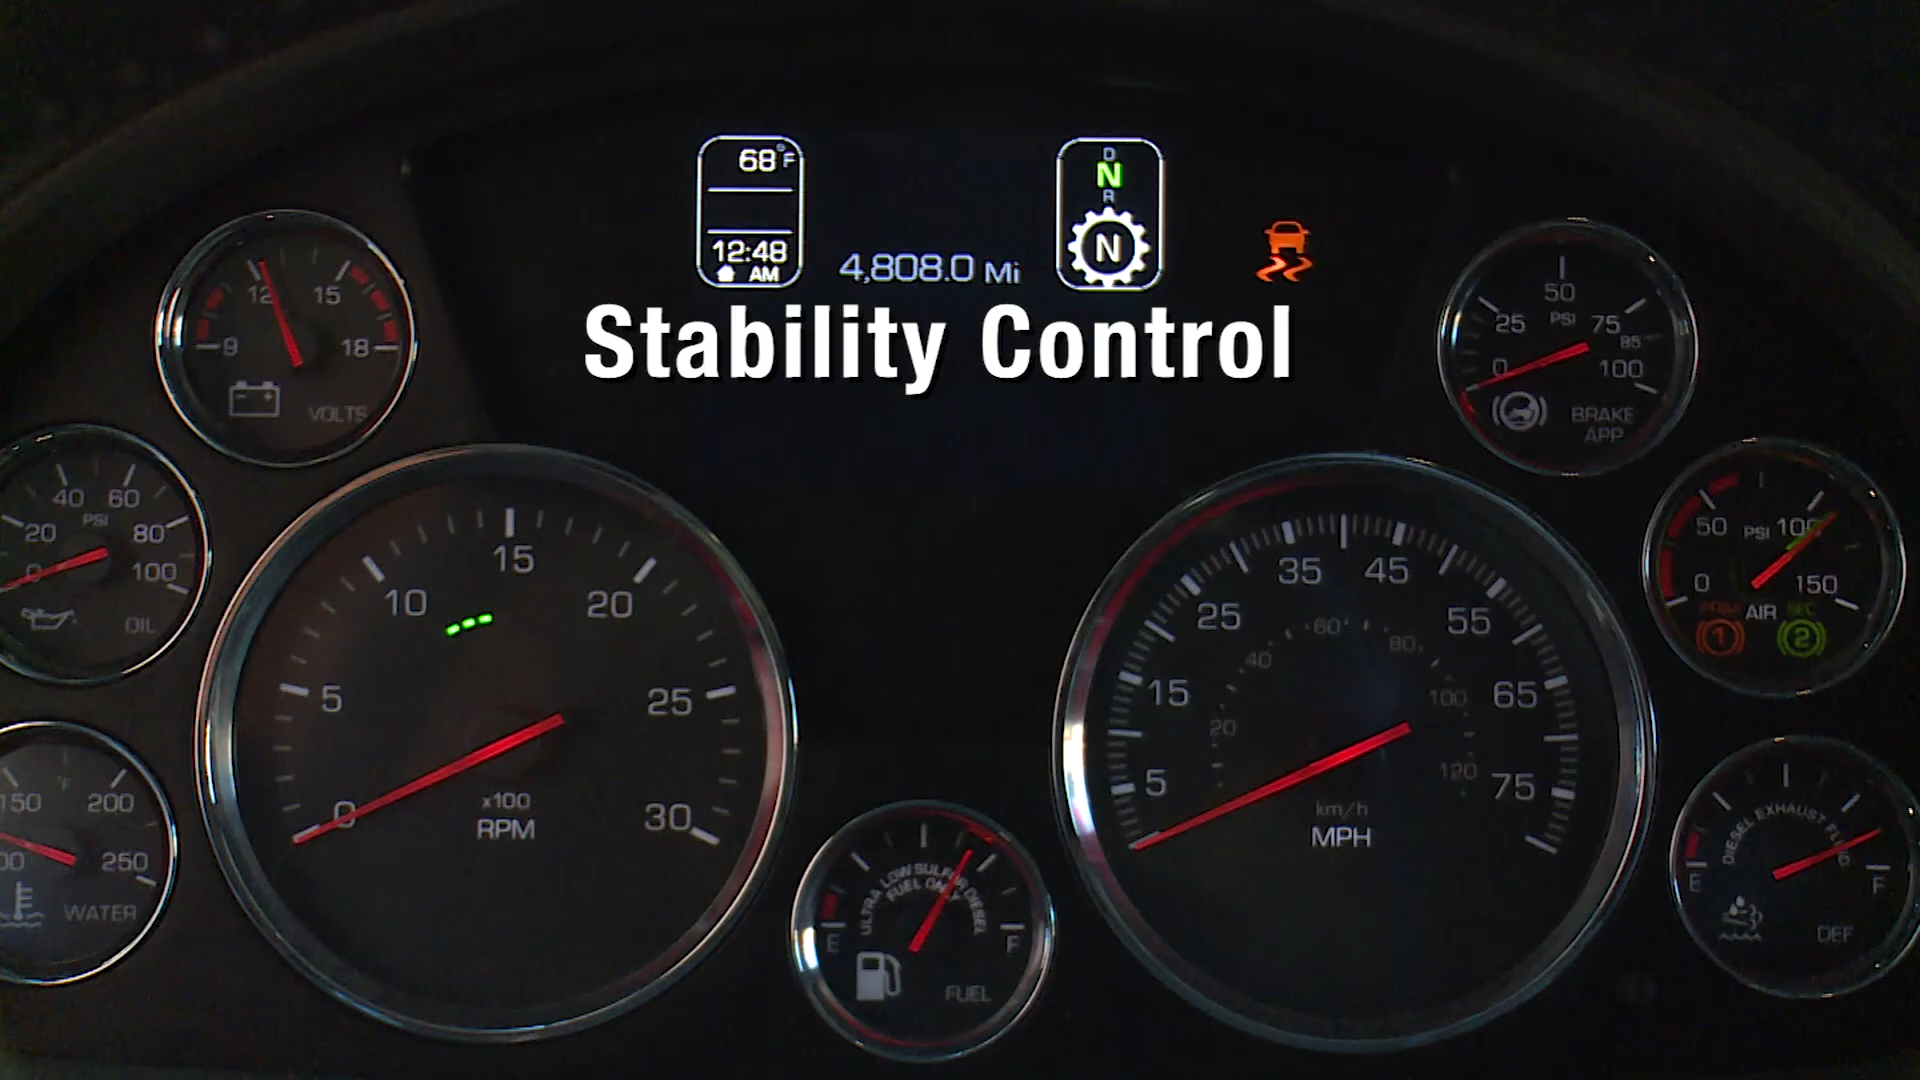 68°F
12:48
AM
4,808.0 Mi
D
N
R
N
Stability Control
9
12
15
18
VOLTS
50
25
PSI
75
85
0
100
BRAKE
APP
40
60
PSI
20
80
0
100
OIL
50
PSI
100
0
150
AIR
SEC
1
2
15
10
20
5
25
0
30
x100
RPM
35
45
25
55
15
65
5
75
60
40
80
20
100
120
km/h
MPH
150
°F
200
250
WATER
ULTRA LOW SULFUR DIESEL
FUEL ONLY
E
F
FUEL
DIESEL EXHAUST
E
F
DEF